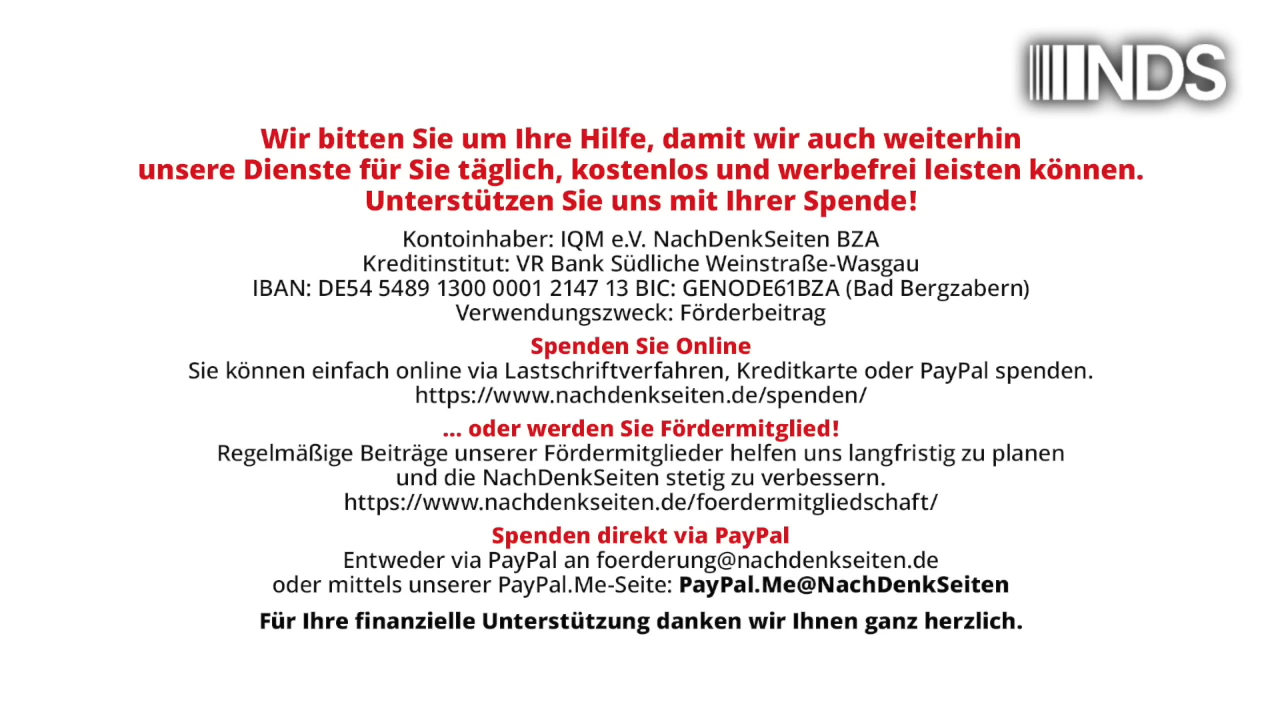 NDS
Wir bitten Sie um Ihre Hilfe, damit wir auch weiterhin
unsere Dienste für Sie täglich, kostenlos und werbefrei leisten können.
Unterstützen Sie uns mit Ihrer Spende!
Kontoinhaber: IQM e.V. NachDenkSeiten BZA
Kreditinstitut: VR Bank Südliche Weinstraße-Wasgau
IBAN: DE54 5489 1300 0001 2147 13 BIC: GENODE61BZA (Bad Bergzabern)
Verwendungszweck: Förderbeitrag
Spenden Sie Online
Sie können einfach online via Lastschriftverfahren, Kreditkarte oder PayPal spenden.
https://www.nachdenkseiten.de/spenden/
... oder werden Sie Fördermitglied!
Regelmäßige Beiträge unserer Fördermitglieder helfen uns langfristig zu planen
und die NachDenkSeiten stetig zu verbessern.
https://www.nachdenkseiten.de/foerdermitgliedschaft/
Spenden direkt via PayPal
Entweder via PayPal an foerderung@nachdenkseiten.de
oder mittels unserer PayPal.Me-Seite: PayPal.Me@NachDenkSeiten
Für Ihre finanzielle Unterstützung danken wir Ihnen ganz herzlich.